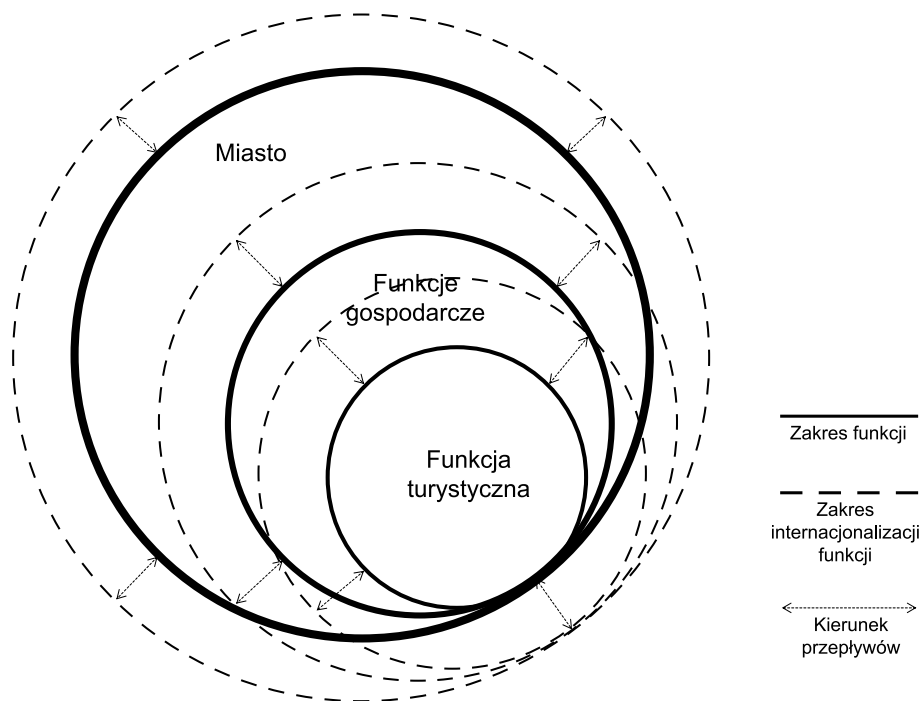 Miasto
Funkcje
gospodarcze
Funkcja
turystyczna
Zakres funkcji
Zakres
internacjonalizacji
funkcji
Kierunek
przepływów